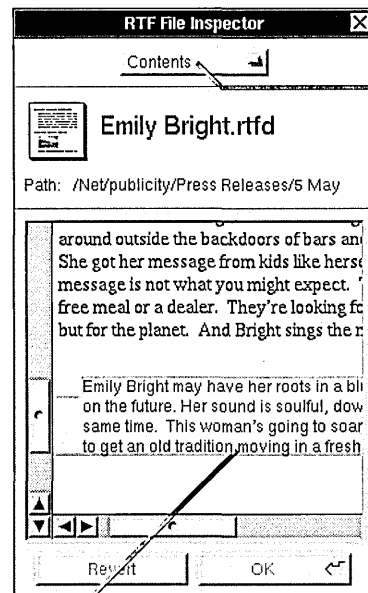 RTF File Inspector
Contents
Emily Bright.rtfd
Path: /Net/publicity/Press Releases/5 May
around outside the backdoors of bars an
She got her message from kids like herse
message is not what you might expect.
free meal or a dealer. They're looking fo
but for the planet. And Bright sings the
Emily Bright may have her roots in a blu
on the future. Her sound is soulful, dow
same time. This woman's going to soar
to get an old tradition moving in a fresh
Revert OK